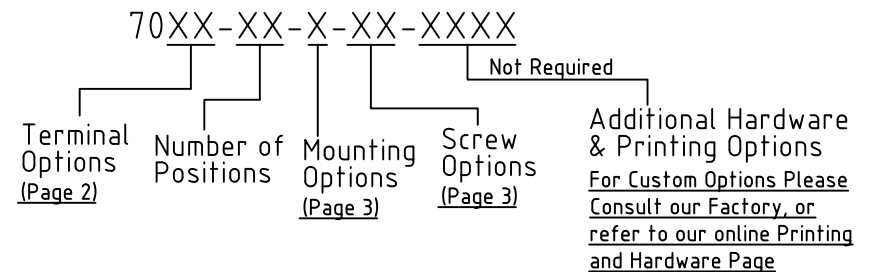 70XX-XX-X-XX-XXXX
Not Required
Terminal
Options
(Page 2)
Number of
Positions
Mounting
Options
(Page 3)
Screw
Options
(Page 3)
Additional Hardware
& Printing Options
For Custom Options Please
Consult our Factory, or
refer to our online Printing
and Hardware Page